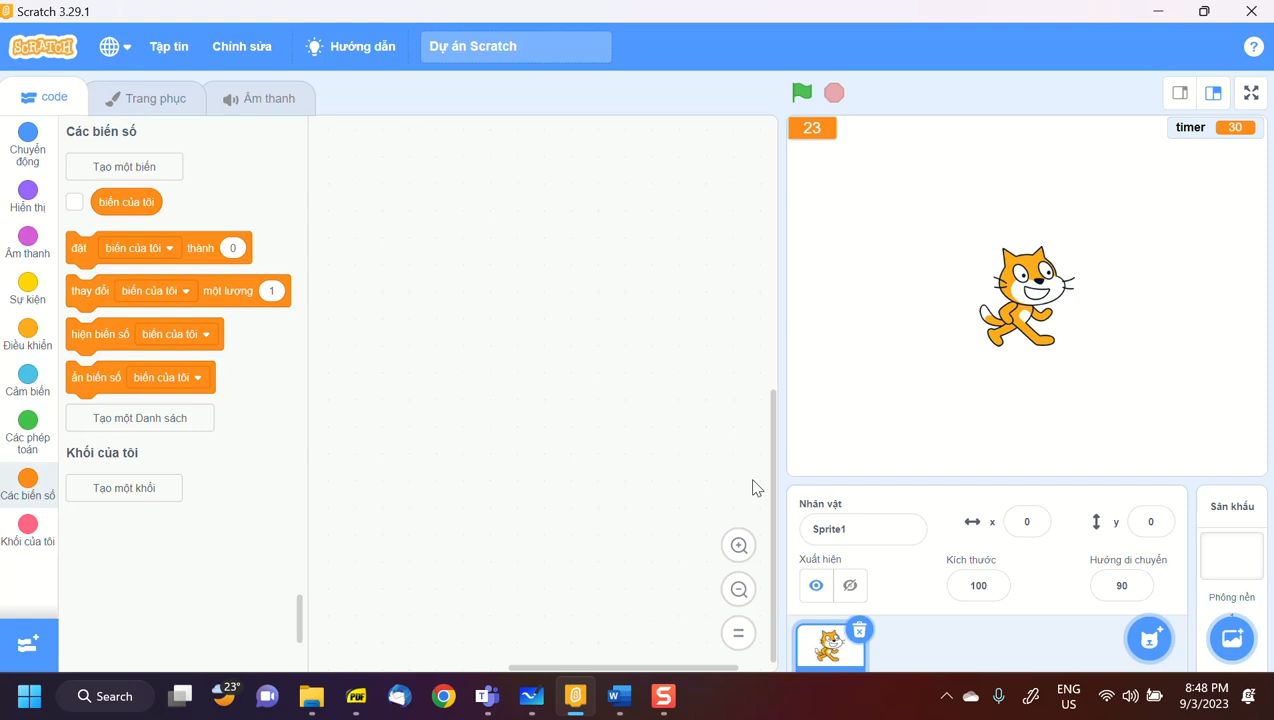 Scratch 3.29.1
SCRATCH
Tập tin
Chỉnh sửa
Hướng dẫn
Dự án Scratch
?
code
Trang phục
Âm thanh
Chuyển động
Hiển thị
Âm thanh
Sự kiện
Điều khiển
Cảm biến
Các phép toán
Các biến số
Khối của tôi
Các biến số
Tạo một biến
biến của tôi
đặt biến của tôi thành 0
thay đổi biến của tôi một lượng 1
hiện biến số biến của tôi
ẩn biến số biến của tôi
Tạo một Danh sách
Khối của tôi
Tạo một khối
23
timer 30
Nhân vật
Sprite1
x 0
y 0
Xuất hiện
Kích thước
100
Hướng di chuyển
90
Sân khấu
Phông nền
Search
23°
PDF
ENG
US
8:48 PM
9/3/2023